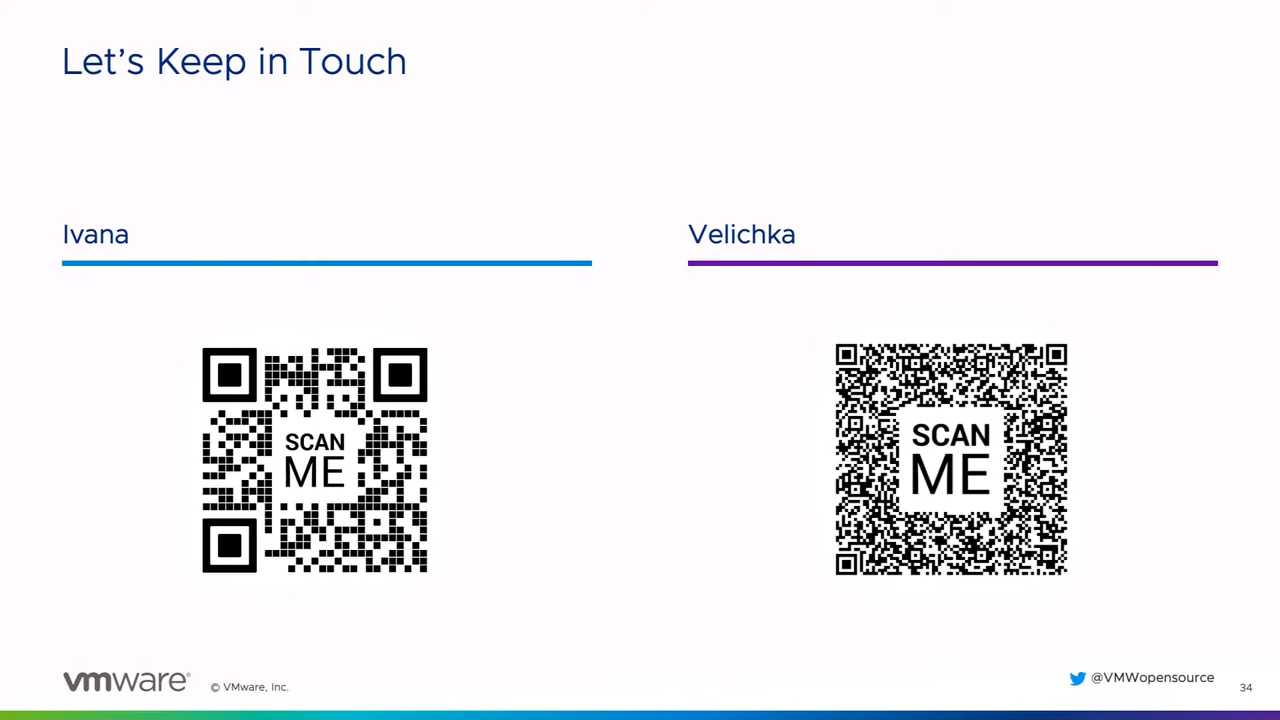 Let's Keep in Touch
Ivana
Velichka
SCAN
ME
SCAN
ME
vmware®
© VMware, Inc.
@VMWopensource
34